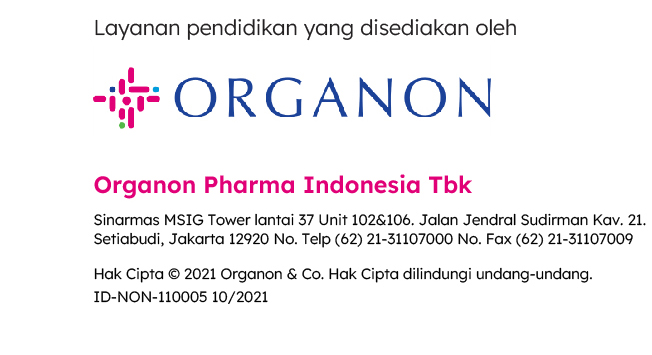 Layanan pendidikan yang disediakan oleh
ORGANON
Organon Pharma Indonesia Tbk
Sinarmas MSIG Tower lantai 37 Unit 102&106. Jalan Jendral Sudirman Kav. 21.
Setiabudi, Jakarta 12920 No. Telp (62) 21-31107000 No. Fax (62) 21-31107009
Hak Cipta © 2021 Organon & Co. Hak Cipta dilindungi undang-undang.
ID-NON-110005 10/2021